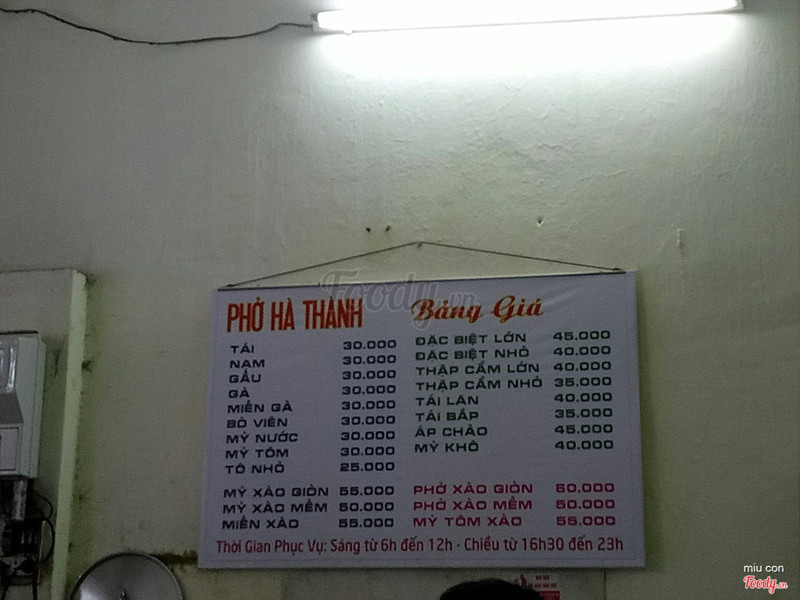 PHỞ HÀ THÀNH
Bảng Giá
TÁI 30.000
NẠM 30.000
GẦU 30.000
GÀ 30.000
MIẾN GÀ 30.000
BÒ VIÊN 30.000
MỲ NƯỚC 30.000
MỲ TÔM 30.000
TÔ NHỎ 25.000
ĐẶC BIỆT LỚN 45.000
ĐẶC BIỆT NHỎ 40.000
THẬP CẨM LỚN 40.000
THẬP CẨM NHỎ 35.000
TÁI LĂN 40.000
TÁI BẮP 35.000
ÁP CHẢO 45.000
MỲ KHÔ 40.000
MỲ XÀO GIÒN 55.000
MỲ XÀO MỀM 50.000
MIẾN XÀO 55.000
PHỞ XÀO GIÒN 60.000
PHỞ XÀO MỀM 50.000
MỲ TÔM XÀO 55.000
Thời Gian Phục Vụ: Sáng từ 6h đến 12h - Chiều từ 16h30 đến 23h
Foody.vn
miu con
Foody.vn